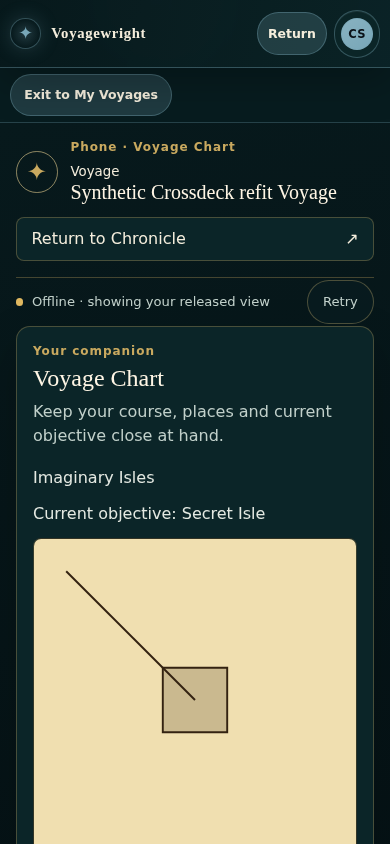 Voyagewright
Return
CS
Exit to My Voyages
Phone · Voyage Chart
Voyage
Synthetic Crossdeck refit Voyage
Return to Chronicle ↗
Offline · showing your released view
Retry
Your companion
Voyage Chart
Keep your course, places and current
objective close at hand.
Imaginary Isles
Current objective: Secret Isle